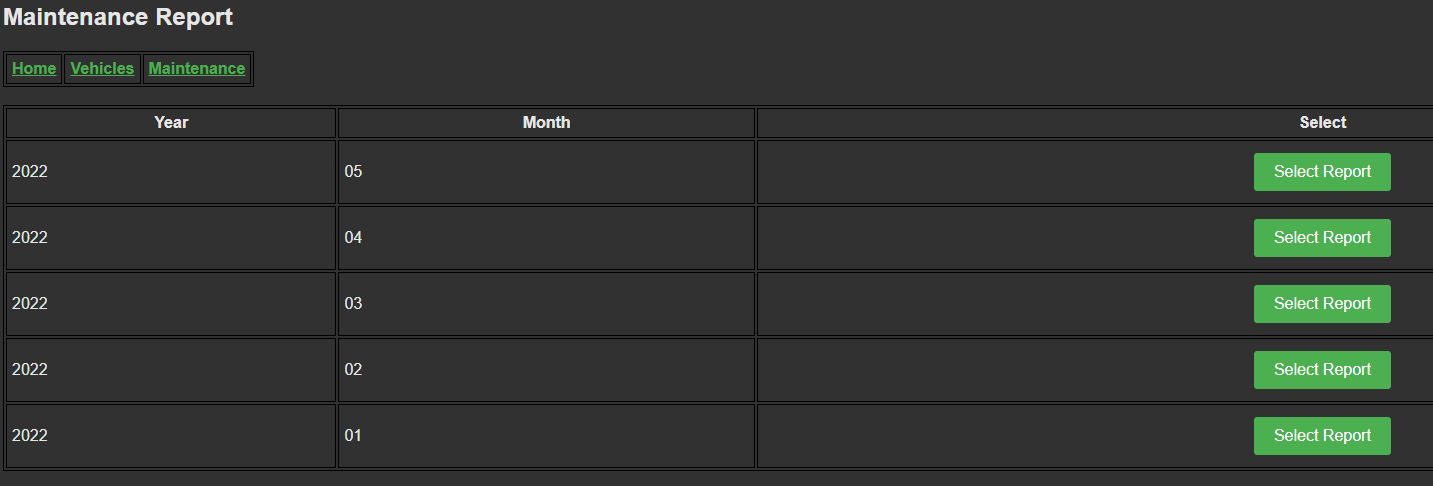 Maintenance Report
Home Vehicles Maintenance
Year Month Select
2022 05 Select Report
2022 04 Select Report
2022 03 Select Report
2022 02 Select Report
2022 01 Select Report